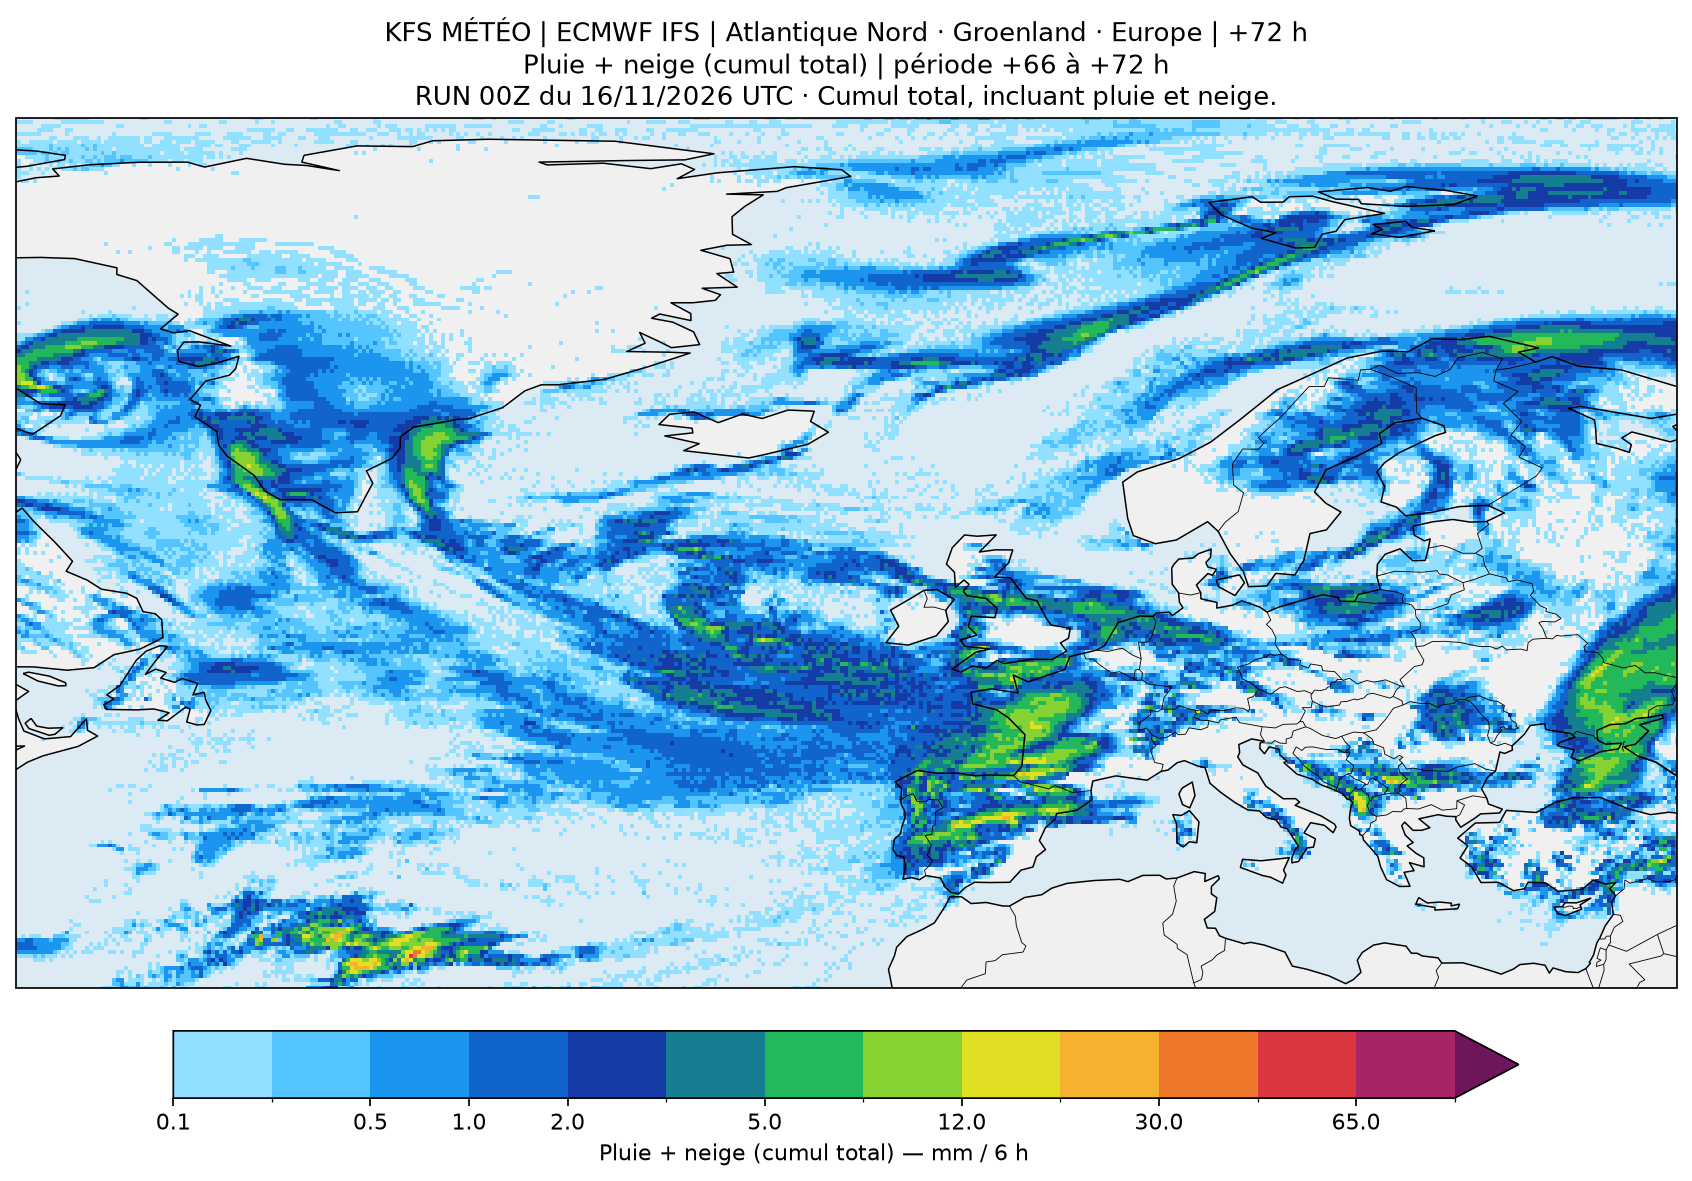 KFS MÉTÉO | ECMWF IFS | Atlantique Nord · Groenland · Europe | +72 h
Pluie + neige (cumul total) | période +66 à +72 h
RUN 00Z du 16/11/2026 UTC · Cumul total, incluant pluie et neige.
0.1 0.5 1.0 2.0 5.0 12.0 30.0 65.0
Pluie + neige (cumul total) — mm / 6 h